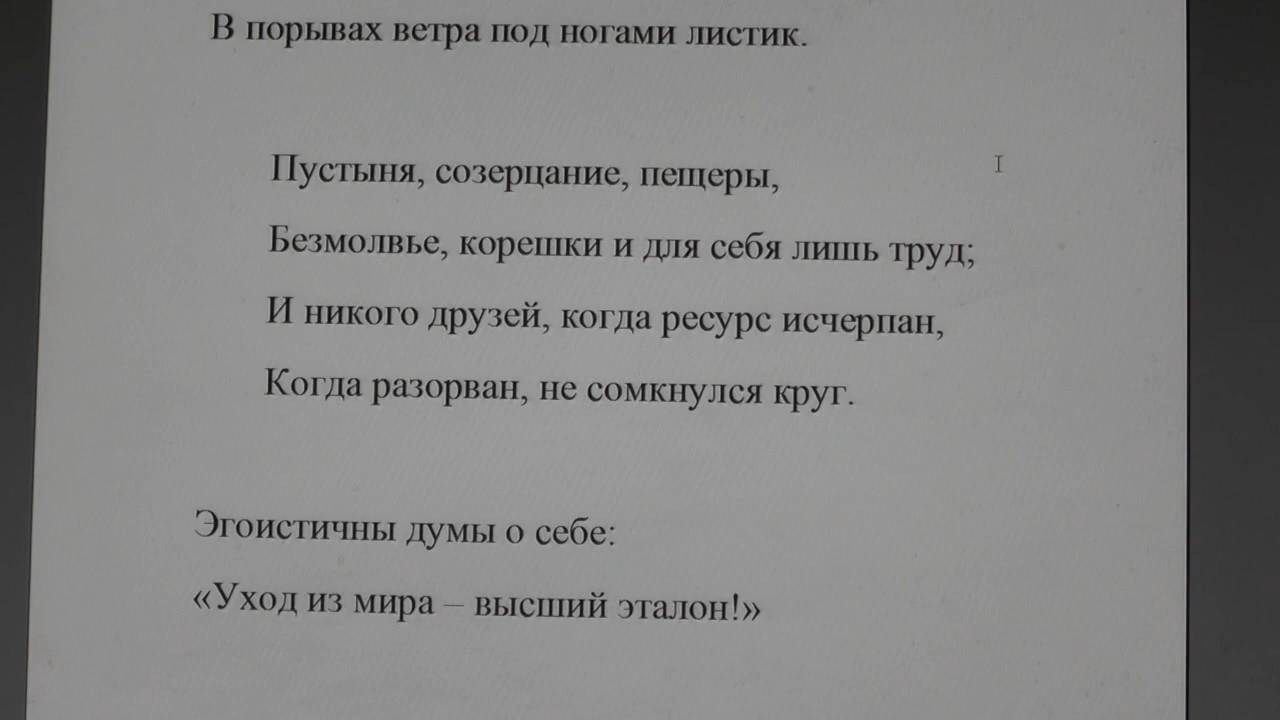 В порывах ветра под ногами листик.
Пустыня, созерцание, пещеры,
Безмолвье, корешки и для себя лишь труд;
И никого друзей, когда ресурс исчерпан,
Когда разорван, не сомкнулся круг.
Эгоистичны думы о себе:
«Уход из мира – высший эталон!»